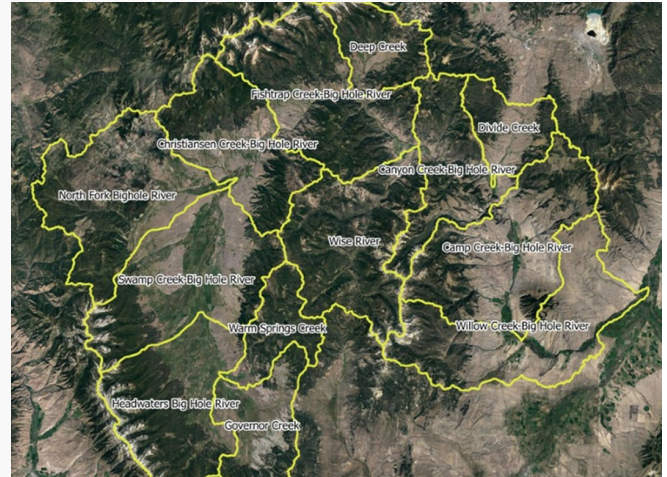 Deep Creek
Fishtrap Creek-Big Hole River
Divide Creek
Christiansen Creek-Big Hole River
Canyon Creek-Big Hole River
North Fork Bighole River
Wise River
Camp Creek-Big Hole River
Swamp Creek-Big Hole River
Warm Springs Creek
Willow Creek-Big Hole River
Headwaters Big Hole River
Governor Creek